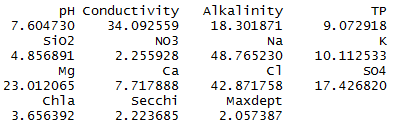 pH Conductivity Alkalinity TP
7.604730 34.092559 18.301871 9.072918
SiO2 NO3 Na K
4.856891 2.255928 48.765230 10.112533
Mg Ca Cl SO4
23.012065 7.717888 42.871758 17.426820
Chla Secchi Maxdept
3.656392 2.223685 2.057387